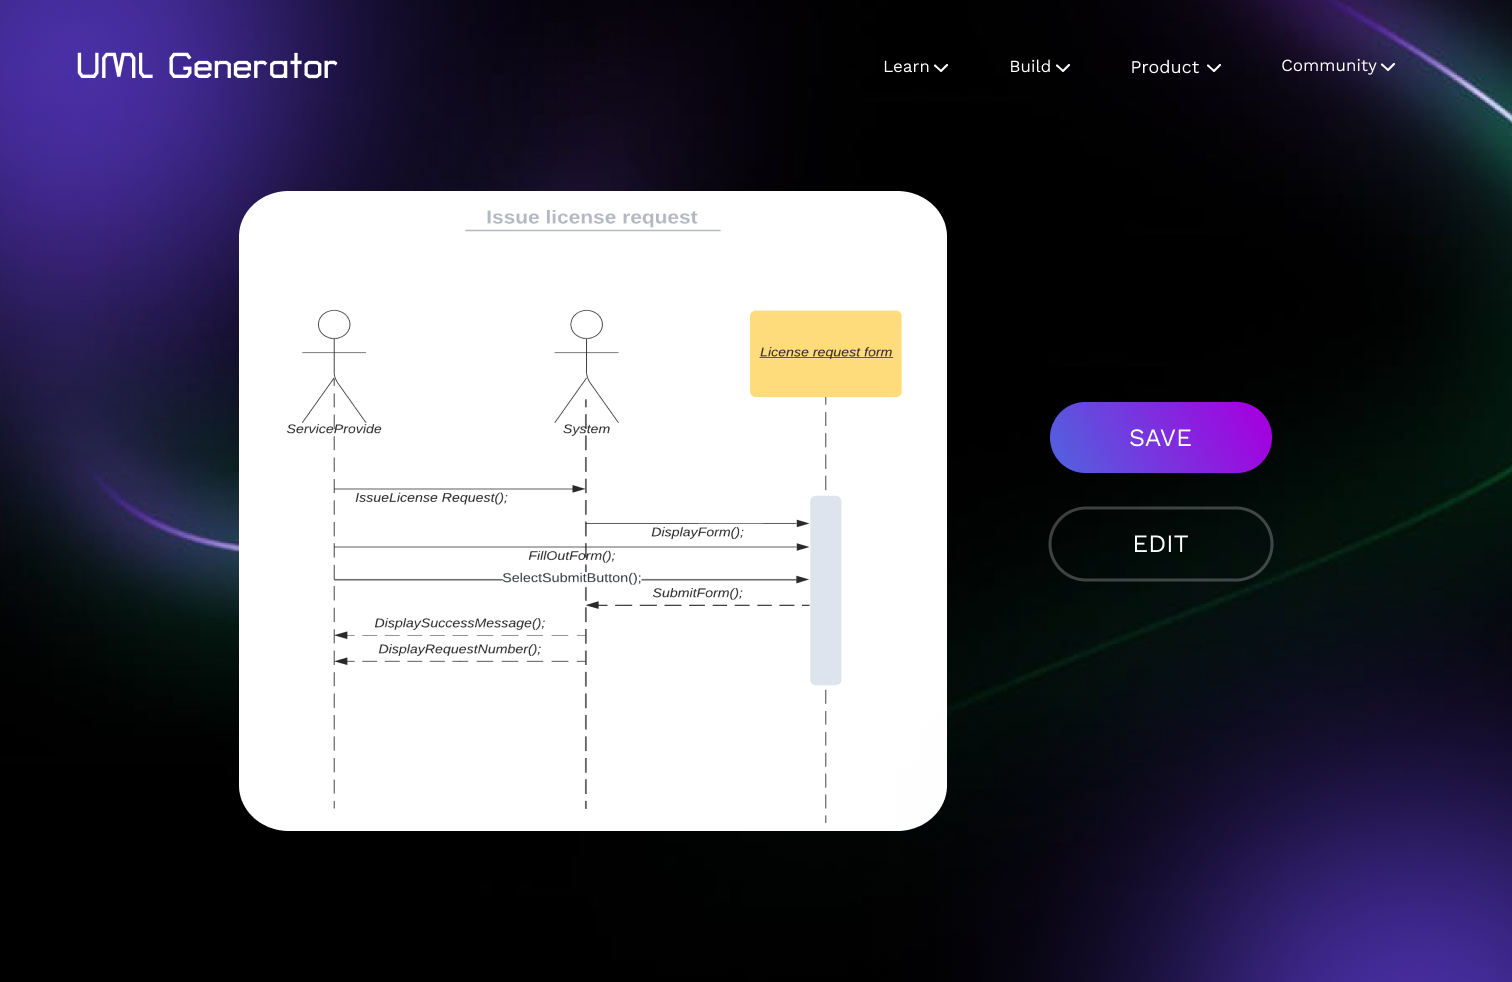 UML Generator
Learn
Build
Product
Community
Issue license request
License request form
ServiceProvide
System
SAVE
IssueLicense Request();
DisplayForm();
EDIT
FillOutForm();
SelectSubmitButton();
SubmitForm();
DisplaySuccessMessage();
DisplayRequestNumber();